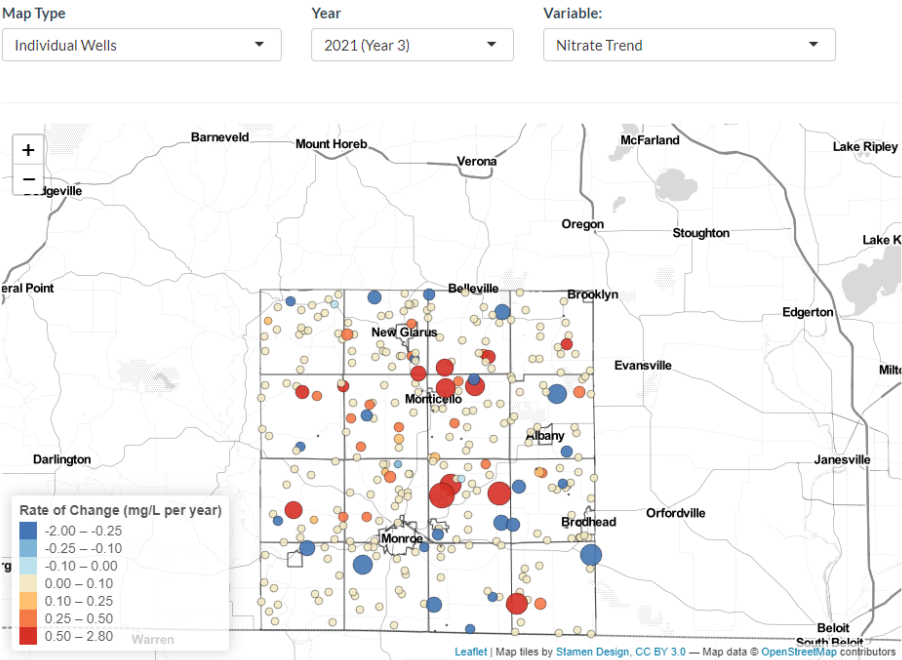 Map Type Year Variable:
Individual Wells 2021 (Year 3) Nitrate Trend
Barneveld
Mount Horeb
McFarland
Lake Ripley
Verona
+
−
dgeville
Oregon
Stoughton
Lake K
eral Point
Belleville
Brooklyn
Edgerton
New Glarus
Evansville
Milto
Monticello
Albany
Darlington
Janesville
Rate of Change (mg/L per year)
-2.00 – -0.25
-0.25 – -0.10
-0.10 – 0.00
0.00 – 0.10
0.10 – 0.25
0.25 – 0.50
0.50 – 2.80
Orfordville
Brodhead
Monroe
Warren
Beloit
South Beloit
Leaflet | Map tiles by Stamen Design, CC BY 3.0 — Map data © OpenStreetMap contributors